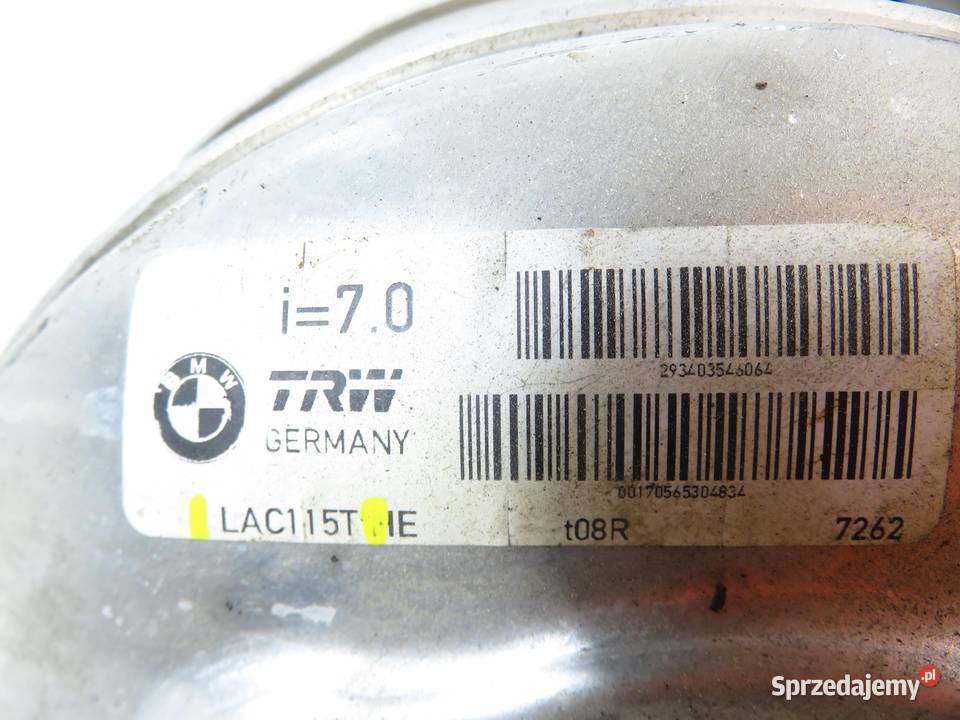 i=7.0
293403546064
BMW
TRW
GERMANY
00170565304834
t08R
7262
Sprzedajemy.pl